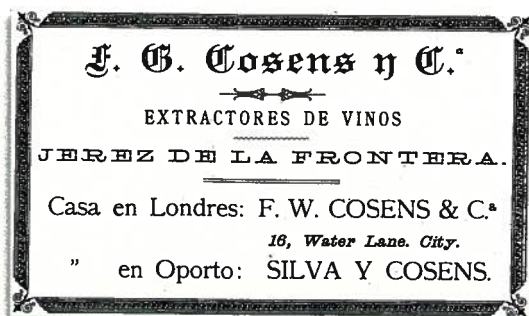 F. G. Cosens y C.ª
EXTRACTORES DE VINOS
JEREZ DE LA FRONTERA.
Casa en Londres: F. W. COSENS & C.ª
16, Water Lane. City.
" en Oporto: SILVA Y COSENS.